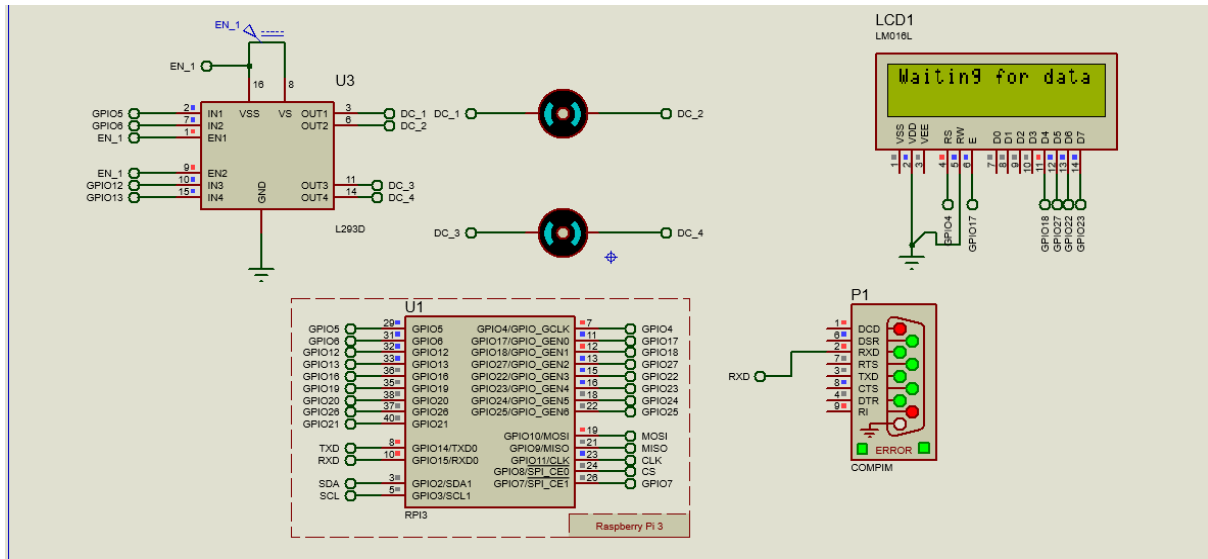 EN_1
EN_1
U3
16 8
VSS VS
GPIO5 2 IN1 OUT1 3 DC_1
GPIO6 7 IN2 OUT2 6 DC_2
EN_1 1 EN1
EN_1 9 EN2
GPIO12 10 IN3 OUT3 11 DC_3
GPIO13 15 IN4 OUT4 14 DC_4
GND
L293D
DC_1 DC_2
DC_3 DC_4
LCD1
LM016L
Waiting for data
VSS VDD VEE RS RW E D0 D1 D2 D3 D4 D5 D6 D7
1 2 3 4 5 6 7 8 9 10 11 12 13 14
GPIO4 GPIO17 GPIO18 GPIO27 GPIO22 GPIO23
U1
GPIO5 29 GPIO5 GPIO4/GPIO_GCLK 7 GPIO4
GPIO6 31 GPIO6 GPIO17/GPIO_GEN0 11 GPIO17
GPIO12 32 GPIO12 GPIO18/GPIO_GEN1 12 GPIO18
GPIO13 33 GPIO13 GPIO27/GPIO_GEN2 13 GPIO27
GPIO16 36 GPIO16 GPIO22/GPIO_GEN3 15 GPIO22
GPIO19 35 GPIO19 GPIO23/GPIO_GEN4 16 GPIO23
GPIO20 38 GPIO20 GPIO24/GPIO_GEN5 18 GPIO24
GPIO26 37 GPIO26 GPIO25/GPIO_GEN6 22 GPIO25
GPIO21 40 GPIO21
GPIO10/MOSI 19 MOSI
TXD 8 GPIO14/TXD0 GPIO9/MISO 21 MISO
RXD 10 GPIO15/RXD0 GPIO11/CLK 23 CLK
GPIO8/SPI_CE0 24 CS
SDA 3 GPIO2/SDA1 GPIO7/SPI_CE1 26 GPIO7
SCL 5 GPIO3/SCL1
RPI3
Raspberry Pi 3
P1
1 DCD
6 DSR
RXD 2 RXD
7 RTS
3 TXD
8 CTS
4 DTR
9 RI
ERROR
COMPIM